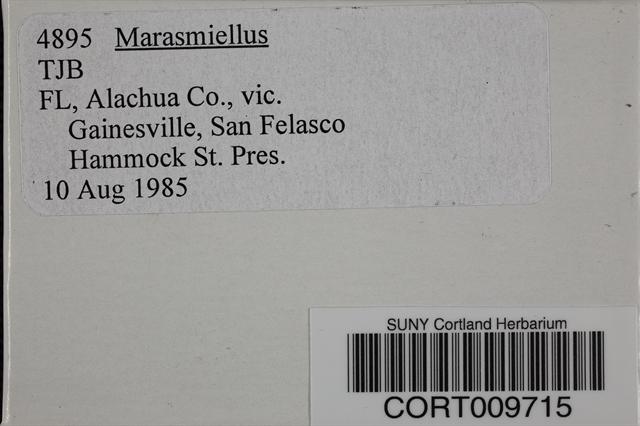 4895 Marasmiellus
TJB
FL, Alachua Co., vic.
Gainesville, San Felasco
Hammock St. Pres.
10 Aug 1985
SUNY Cortland Herbarium
CORT009715